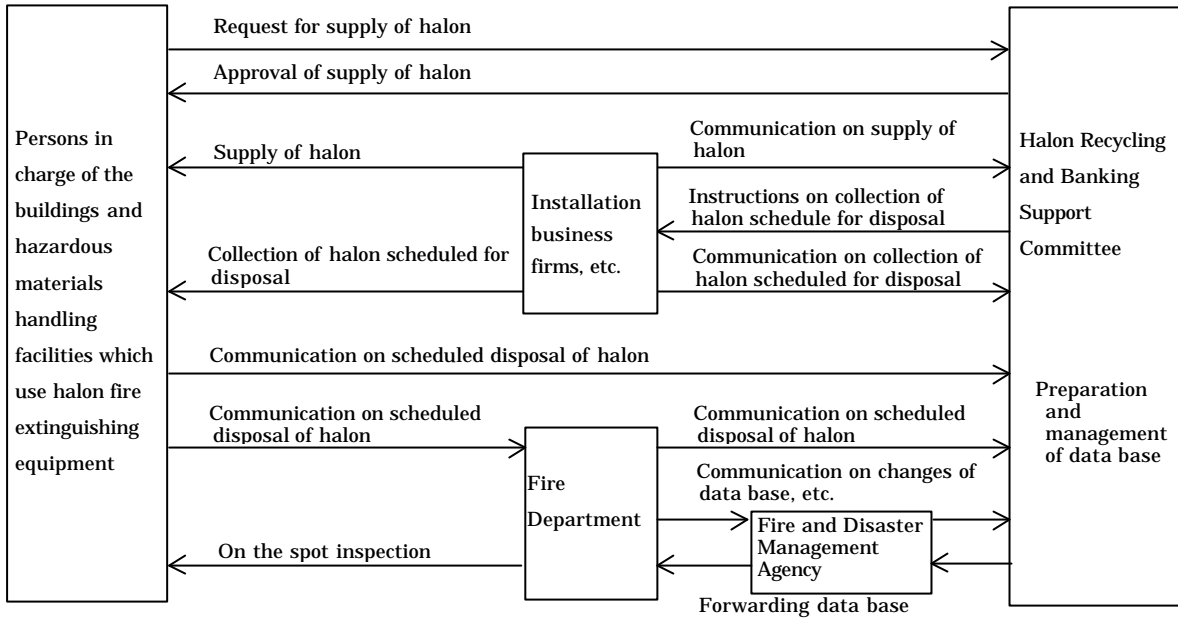 Request for supply of halon
Approval of supply of halon
Persons in
charge of the
buildings and
hazardous
materials
handling
facilities which
use halon fire
extinguishing
equipment
Supply of halon
Collection of halon scheduled for
disposal
Installation
business
firms, etc.
Communication on supply of
halon
Instructions on collection of
halon schedule for disposal
Communication on collection of
halon scheduled for disposal
Halon Recycling
and Banking
Support
Committee
Communication on scheduled disposal of halon
Communication on scheduled
disposal of halon
On the spot inspection
Fire
Department
Communication on scheduled
disposal of halon
Communication on changes of
data base, etc.
Fire and Disaster
Management
Agency
Forwarding data base
Preparation
and
management
of data base